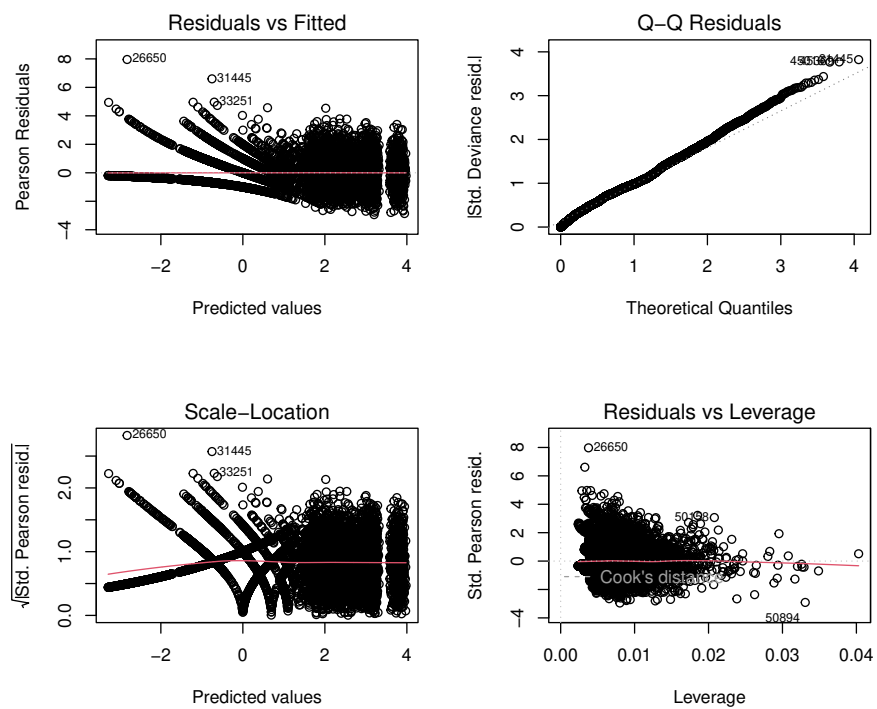 Residuals vs Fitted
Pearson Residuals
8
6
4
2
0
−4
26650
31445
33251
−2 0 2 4
Predicted values
Q−Q Residuals
|Std. Deviance resid.|
4
3
2
1
0
31445
0 1 2 3 4
Theoretical Quantiles
Scale−Location
√|Std. Pearson resid.|
2.0
1.0
0.0
26650
31445
33251
−2 0 2 4
Predicted values
Residuals vs Leverage
Std. Pearson resid.
8
6
4
2
0
−4
26650
50158
Cook's distance
50894
0.00 0.01 0.02 0.03 0.04
Leverage